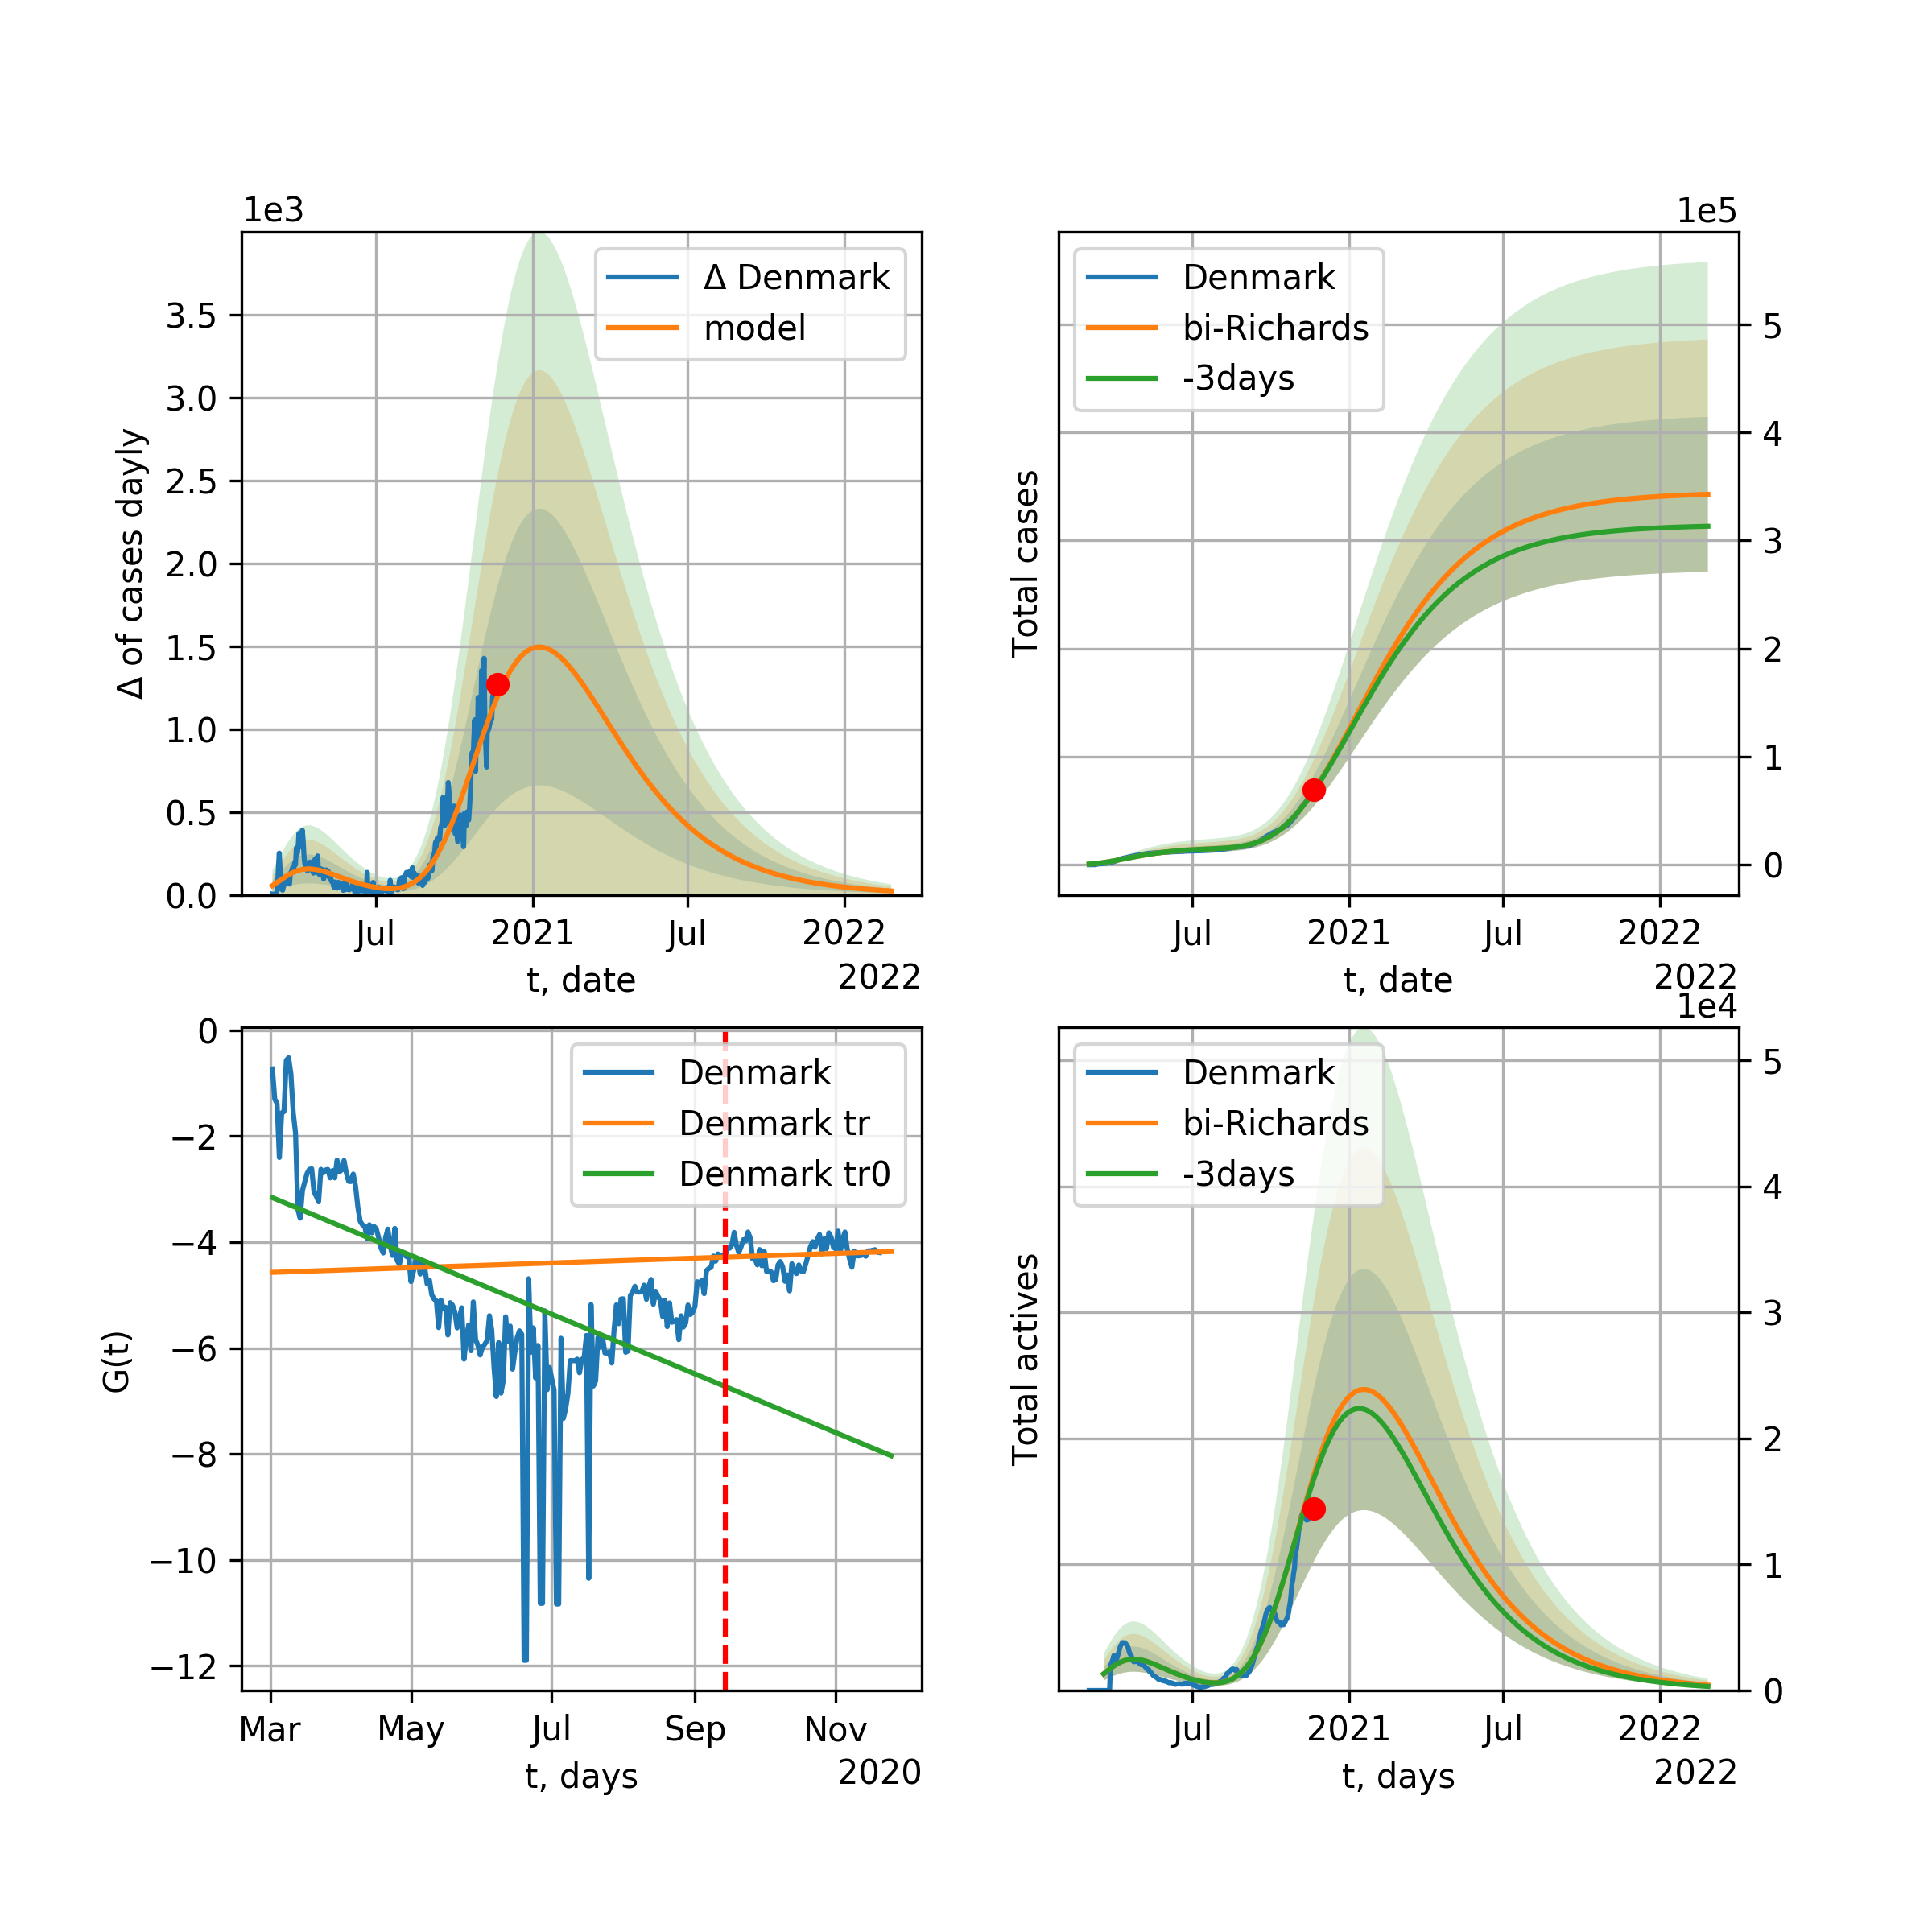 1e3
Δ of cases dayly
3.5
3.0
2.5
2.0
1.5
1.0
0.5
0.0
Δ Denmark
model
Jul 2021 Jul 2022
t, date
2022
1e5
Total cases
Denmark
bi-Richards
-3days
5
4
3
2
1
0
Jul 2021 Jul 2022
t, date
2022
G(t)
0
−2
−4
−6
−8
−10
−12
Denmark
Denmark tr
Denmark tr0
Mar May Jul Sep Nov
t, days
2020
1e4
Total actives
Denmark
bi-Richards
-3days
5
4
3
2
1
0
Jul 2021 Jul 2022
t, days
2022